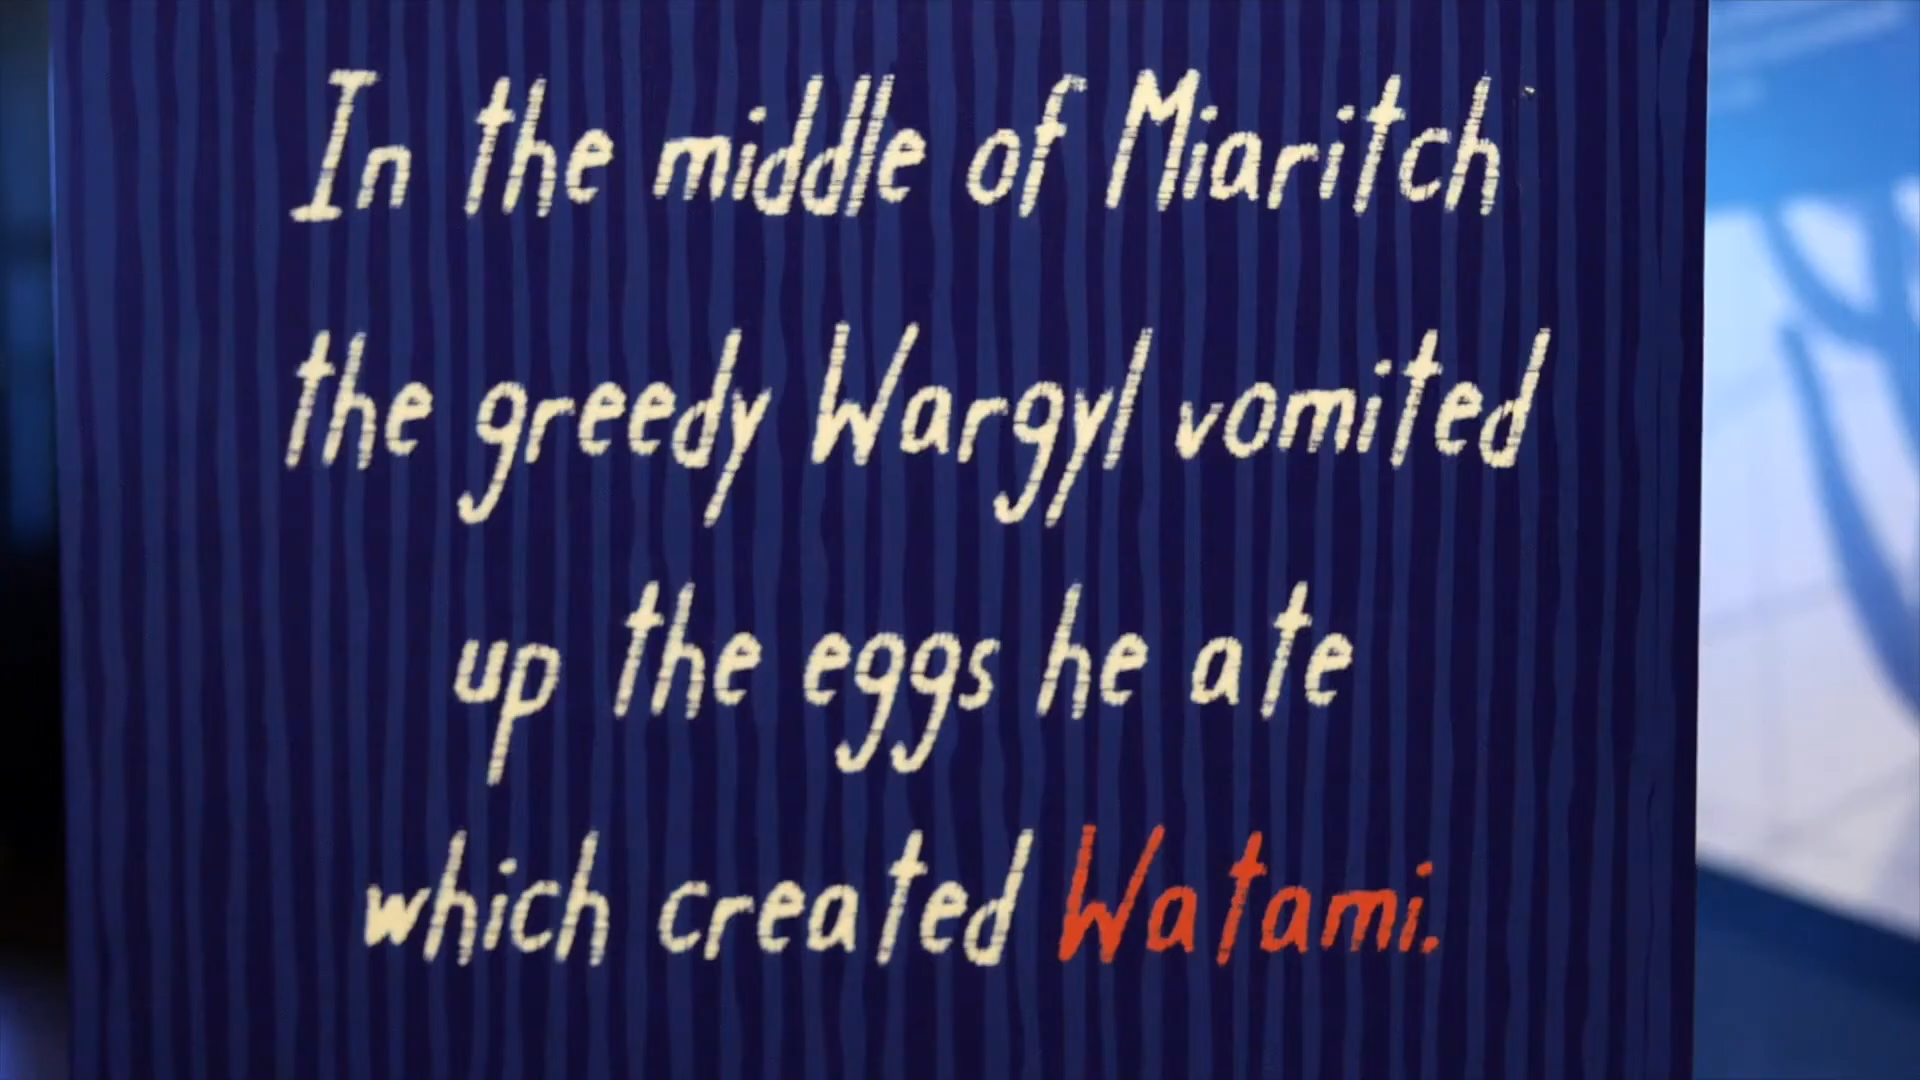 In the middle of Miaritch
the greedy Wargyl vomited
up the eggs he ate
which created Watami.